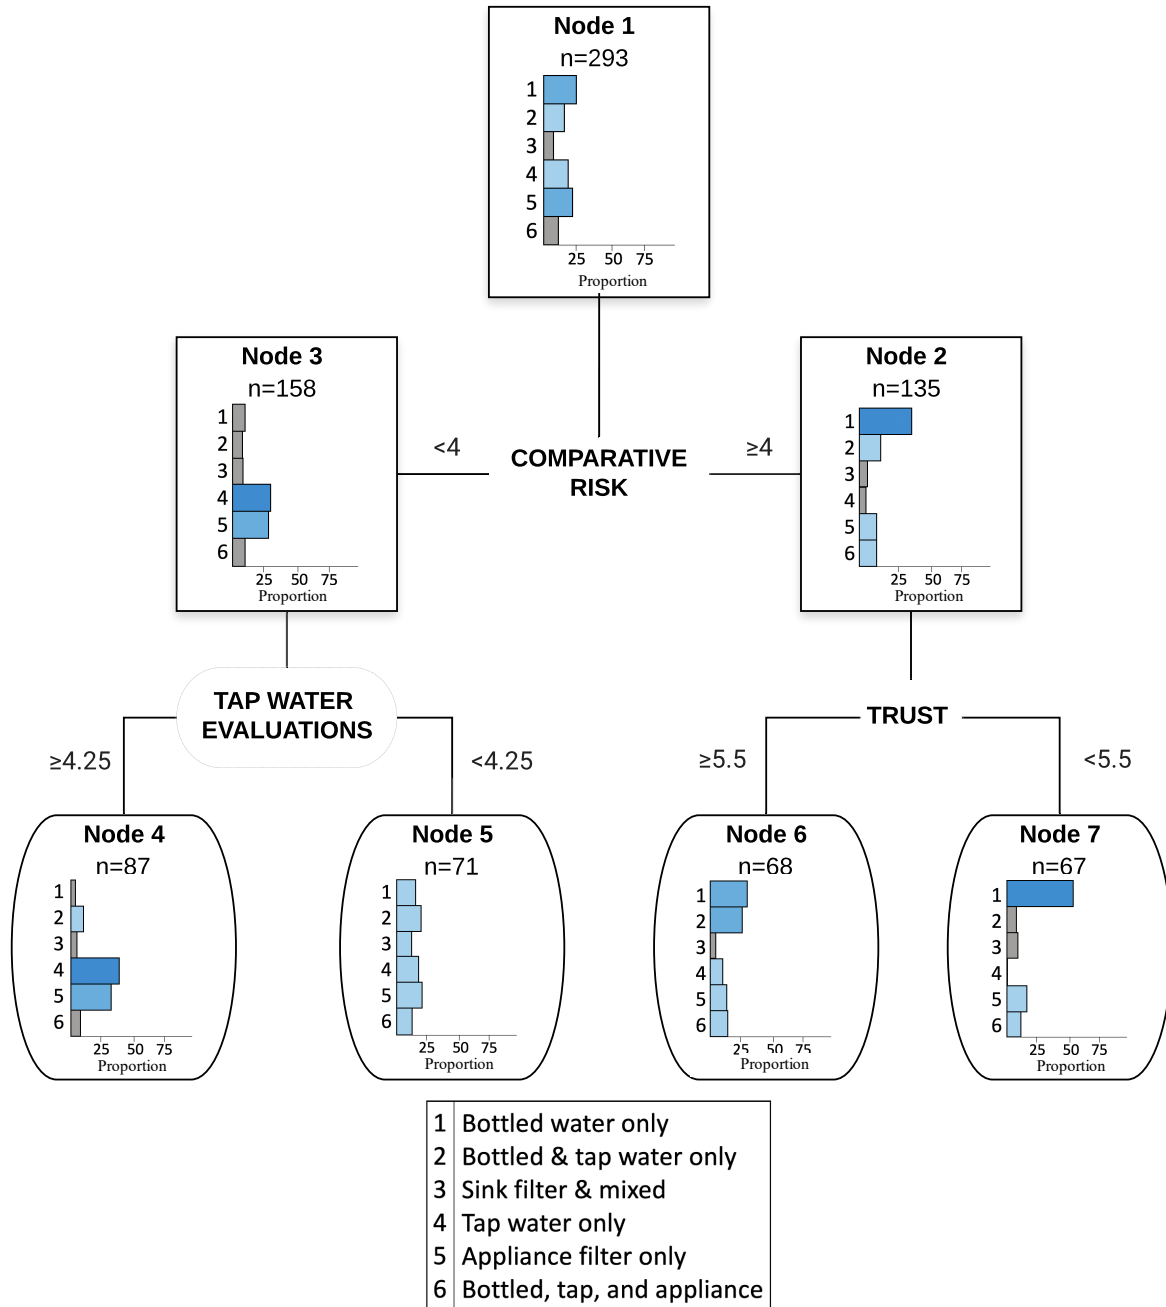 Node 1
n=293
1
2
3
4
5
6
25 50 75
Proportion
Node 3
n=158
1
2
3
4
5
6
25 50 75
Proportion
<4
COMPARATIVE
RISK
≥4
Node 2
n=135
1
2
3
4
5
6
25 50 75
Proportion
TAP WATER
EVALUATIONS
≥4.25
<4.25
TRUST
≥5.5
<5.5
Node 4
n=87
1
2
3
4
5
6
25 50 75
Proportion
Node 5
n=71
1
2
3
4
5
6
25 50 75
Proportion
Node 6
n=68
1
2
3
4
5
6
25 50 75
Proportion
Node 7
n=67
1
2
3
4
5
6
25 50 75
Proportion
1 Bottled water only
2 Bottled & tap water only
3 Sink filter & mixed
4 Tap water only
5 Appliance filter only
6 Bottled, tap, and appliance